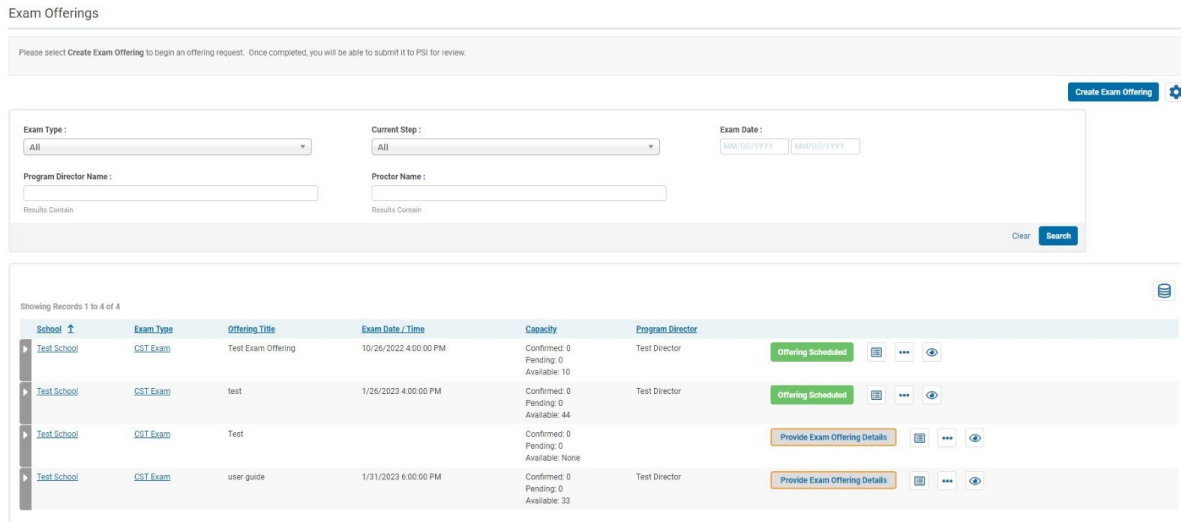 Exam Offerings
Please select Create Exam Offering to begin an offering request. Once completed, you will be able to submit it to PSI for review.
Create Exam Offering
Exam Type :
Current Step :
Exam Date :
All
All
MM/DD/YYYY
MM/DD/YYYY
Program Director Name :
Proctor Name :
Results Contain
Results Contain
Clear
Search
Showing Records 1 to 4 of 4
School ↑ Exam Type Offering Title Exam Date / Time Capacity Program Director
Test School CST Exam Test Exam Offering 10/26/2022 4:00:00 PM Confirmed: 0 Test Director Offering Scheduled
Pending: 0
Available: 10
Test School CST Exam test 1/26/2023 4:00:00 PM Confirmed: 0 Test Director Offering Scheduled
Pending: 0
Available: 44
Test School CST Exam Test Confirmed: 0 Provide Exam Offering Details
Pending: 0
Available: None
Test School CST Exam user guide 1/31/2023 6:00:00 PM Confirmed: 0 Test Director Provide Exam Offering Details
Pending: 0
Available: 33